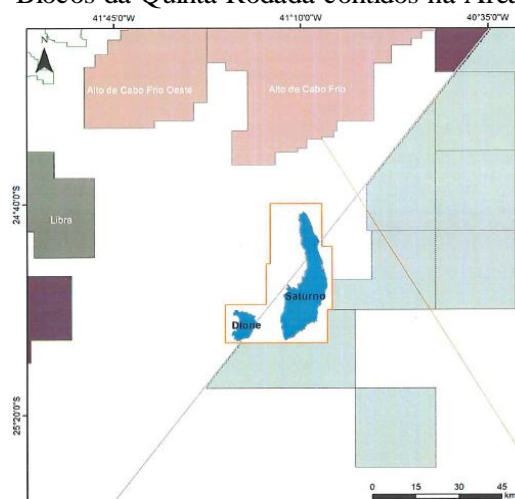 Blocos da Quinta Rodada contidos na Área
41°45'0"W 41°10'0"W 40°35'0"W
N
Alto de Cabo Frio Oeste
Alto de Cabo Frio
24°40'0"S
Libra
Saturno
Dione
25°20'0"S
km
0 15 30 45